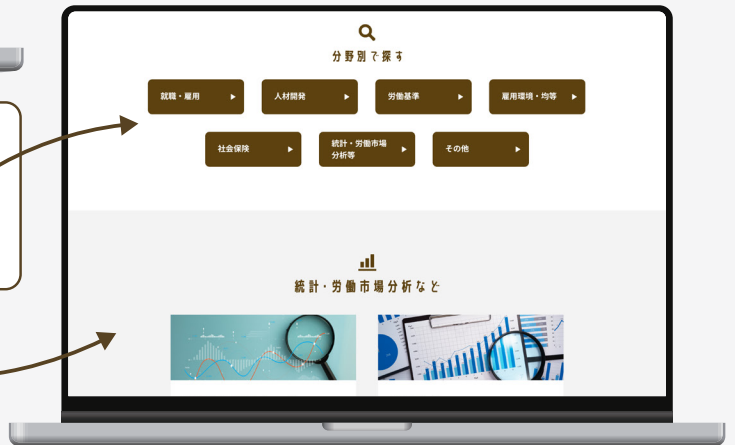 分野別で探す
就職・雇用
人材開発
労働基準
雇用環境・均等
社会保険
統計・労働市場
分析等
その他
統計・労働市場分析など